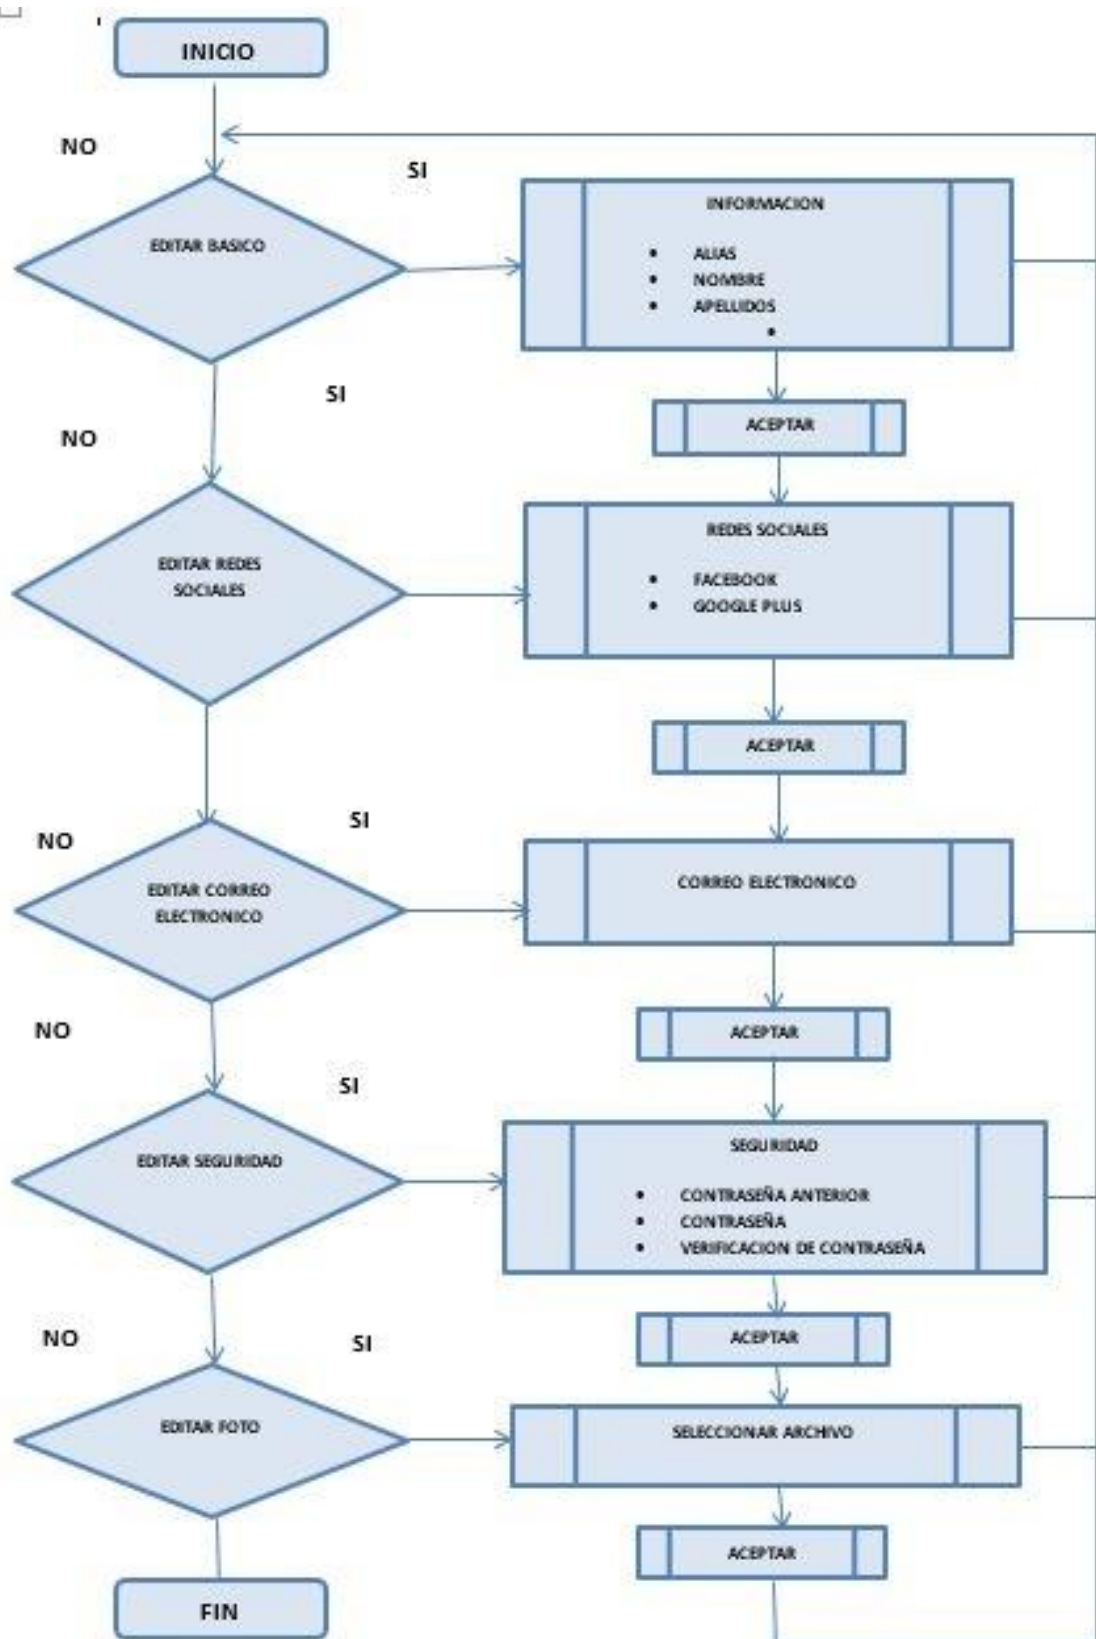 INICIO
NO
SI
EDITAR BASICO
INFORMACION
• ALIAS
• NOMBRE
• APELLIDOS
•
ACEPTAR
SI
NO
EDITAR REDES
SOCIALES
REDES SOCIALES
• FACEBOOK
• GOOGLE PLUS
ACEPTAR
SI
NO
EDITAR CORREO
ELECTRONICO
CORREO ELECTRONICO
ACEPTAR
NO
SI
EDITAR SEGURIDAD
SEGURIDAD
• CONTRASEÑA ANTERIOR
• CONTRASEÑA
• VERIFICACION DE CONTRASEÑA
ACEPTAR
NO
SI
EDITAR FOTO
SELECCIONAR ARCHIVO
ACEPTAR
FIN